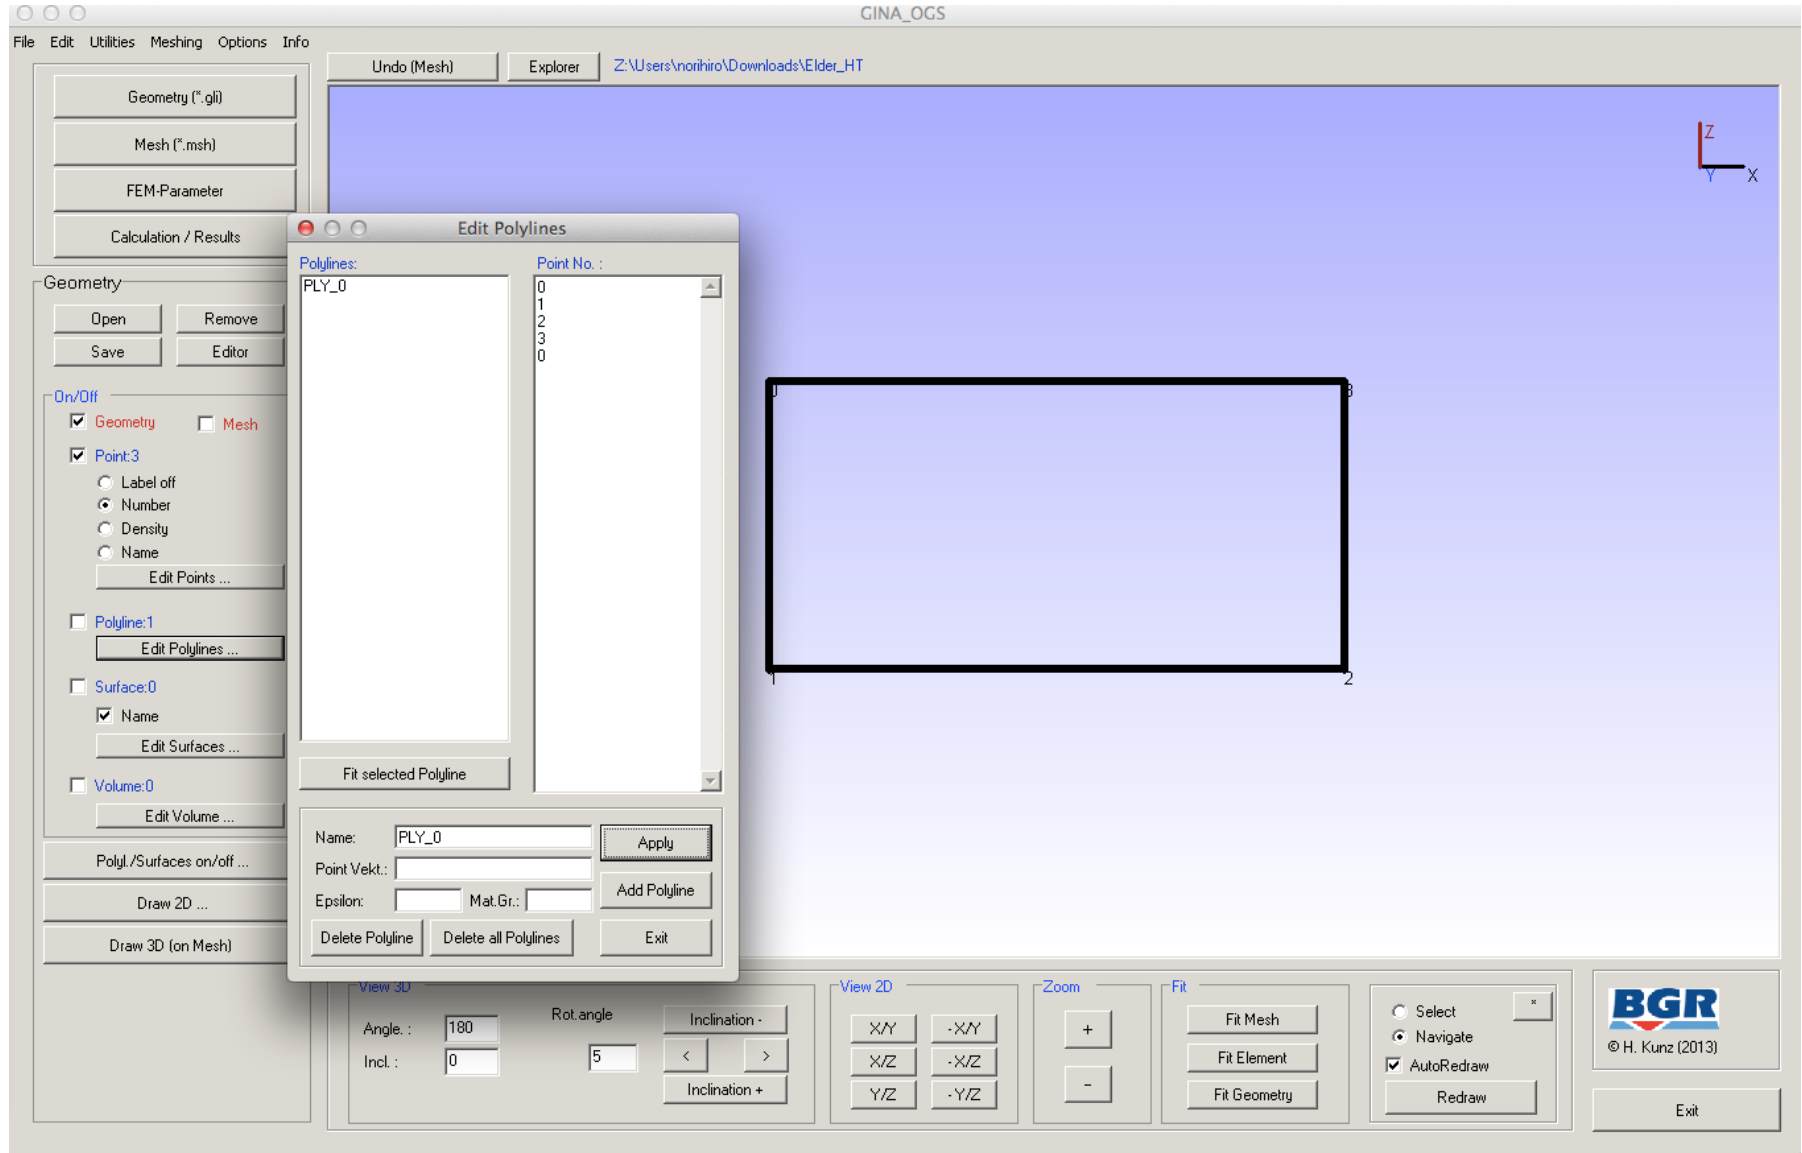 GINA_OGS
File Edit Utilities Meshing Options Info
Undo (Mesh) Explorer Z:\Users\norihiro\Downloads\Elder_HT
Geometry (*.gli)
Mesh (*.msh)
FEM-Parameter
Calculation / Results
Geometry
Open Remove
Save Editor
On/Off
Geometry Mesh
Point:3
Label off
Number
Density
Name
Edit Points ...
Polyline:1
Edit Polylines ...
Surface:0
Name
Edit Surfaces ...
Volume:0
Edit Volume ...
Polyl./Surfaces on/off ...
Draw 2D ...
Draw 3D (on Mesh)
Edit Polylines
Polylines: Point No. :
PLY_0
0
1
2
3
0
Fit selected Polyline
Name: PLY_0 Apply
Point Vekt.:
Add Polyline
Epsilon: Mat.Gr.:
Delete Polyline Delete all Polylines Exit
Z
Y X
0 3
1 2
View 3D
Angle. : 180 Rot.angle Inclination -
Incl. : 0 5 < >
Inclination +
View 2D
X/Y -X/Y
X/Z -X/Z
Y/Z -Y/Z
Zoom
+
-
Fit
Fit Mesh
Fit Element
Fit Geometry
Select *
Navigate
AutoRedraw
Redraw
BGR
© H. Kunz (2013)
Exit